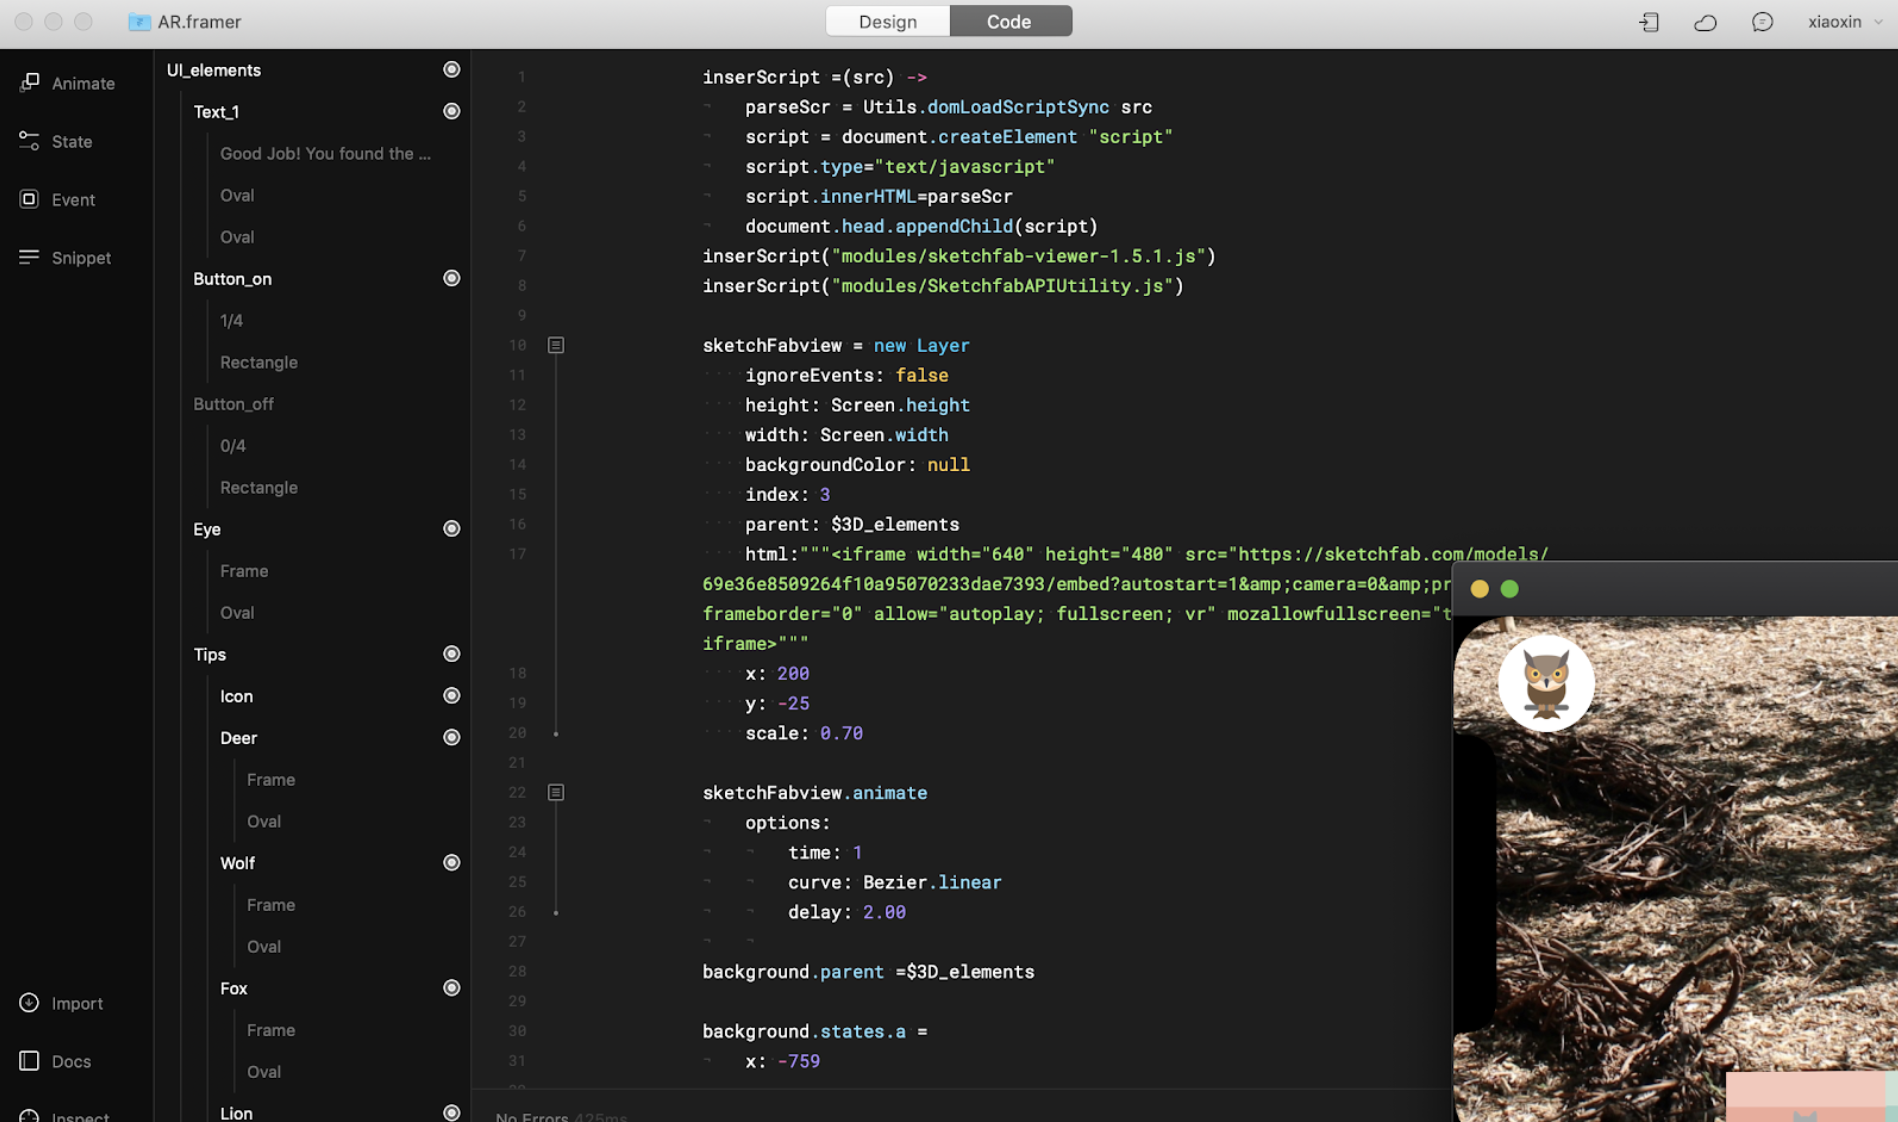 AR.framer
Design
Code
xiaoxin
Animate
State
Event
Snippet
Import
Docs
Inspect
UI_elements
Text_1
Good Job! You found the ...
Oval
Oval
Button_on
1/4
Rectangle
Button_off
0/4
Rectangle
Eye
Frame
Oval
Tips
Icon
Deer
Frame
Oval
Wolf
Frame
Oval
Fox
Frame
Oval
Lion
1 inserScript =(src) ->
2 parseScr = Utils.domLoadScriptSync src
3 script = document.createElement "script"
4 script.type="text/javascript"
5 script.innerHTML=parseScr
6 document.head.appendChild(script)
7 inserScript("modules/sketchfab-viewer-1.5.1.js")
8 inserScript("modules/SketchfabAPIUtility.js")
9
10 sketchFabview = new Layer
11 ignoreEvents: false
12 height: Screen.height
13 width: Screen.width
14 backgroundColor: null
15 index: 3
16 parent: $3D_elements
17 html:"""<iframe width="640" height="480" src="https://sketchfab.com/models/
69e36e8509264f10a95070233dae7393/embed?autostart=1&amp;camera=0&amp;pr
frameborder="0" allow="autoplay; fullscreen; vr" mozallowfullscreen="t
iframe>"""
18 x: 200
19 y: -25
20 scale: 0.70
21
22 sketchFabview.animate
23 options:
24 time: 1
25 curve: Bezier.linear
26 delay: 2.00
27
28 background.parent =$3D_elements
29
30 background.states.a =
31 x: -759
No Errors 425ms